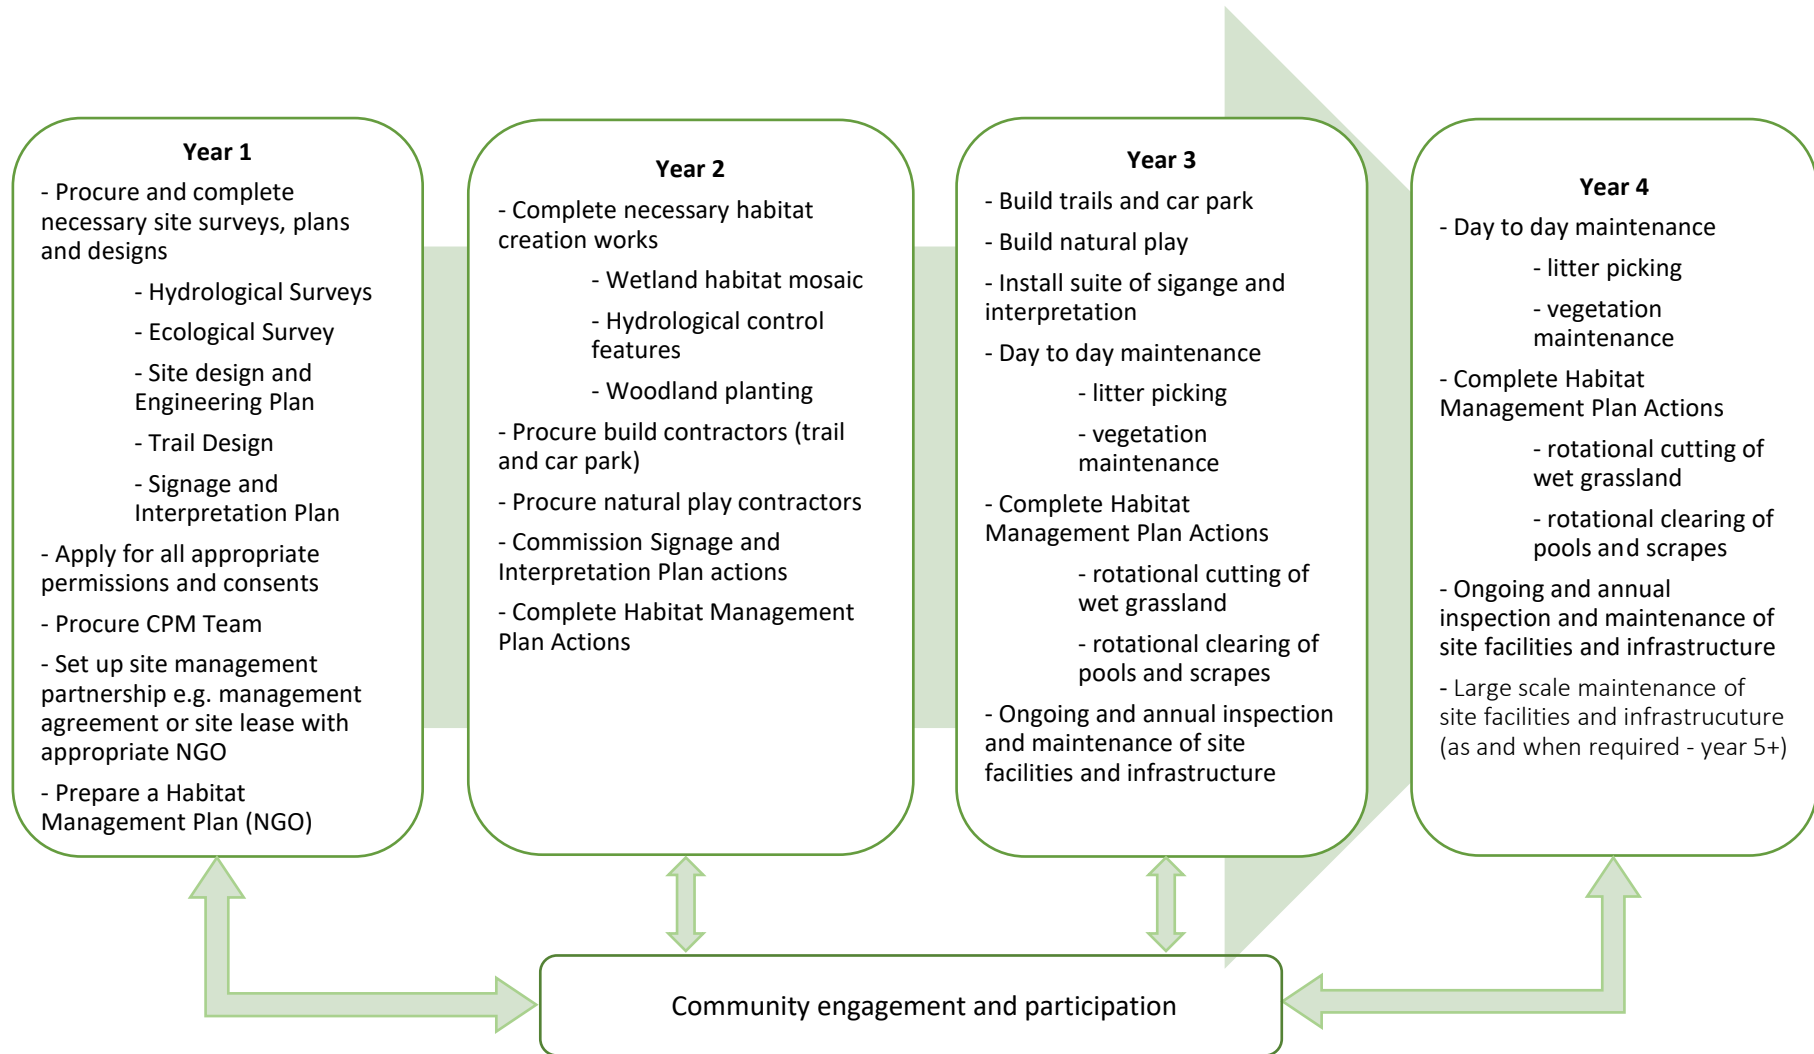 Year 1
- Procure and complete
necessary site surveys, plans
and designs
- Hydrological Surveys
- Ecological Survey
- Site design and
Engineering Plan
- Trail Design
- Signage and
Interpretation Plan
- Apply for all appropriate
permissions and consents
- Procure CPM Team
- Set up site management
partnership e.g. management
agreement or site lease with
appropriate NGO
- Prepare a Habitat
Management Plan (NGO)
Year 2
- Complete necessary habitat
creation works
- Wetland habitat mosaic
- Hydrological control
features
- Woodland planting
- Procure build contractors (trail
and car park)
- Procure natural play contractors
- Commission Signage and
Interpretation Plan actions
- Complete Habitat Management
Plan Actions
Year 3
- Build trails and car park
- Build natural play
- Install suite of sigange and
interpretation
- Day to day maintenance
- litter picking
- vegetation
maintenance
- Complete Habitat
Management Plan Actions
- rotational cutting of
wet grassland
- rotational clearing of
pools and scrapes
- Ongoing and annual inspection
and maintenance of site
facilities and infrastructure
Year 4
- Day to day maintenance
- litter picking
- vegetation
maintenance
- Complete Habitat
Management Plan Actions
- rotational cutting of
wet grassland
- rotational clearing of
pools and scrapes
- Ongoing and annual
inspection and maintenance of
site facilities and infrastructure
- Large scale maintenance of
site facilities and infrastrucuture
(as and when required - year 5+)
Community engagement and participation